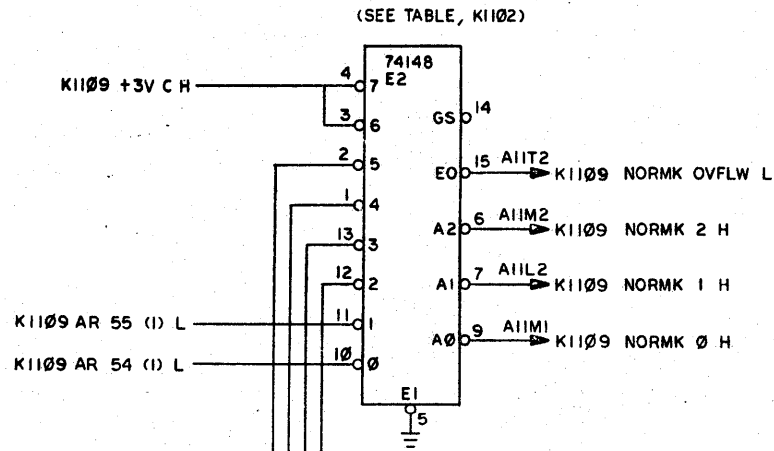 (SEE TABLE, K1102)
74148
E2
K11Ø9 +3V C H
4
7
3
6
GS
14
2
5
EO
15
A11T2
K11Ø9 NORMK OVFLW L
1
4
A2
6
A11M2
K11Ø9 NORMK 2 H
13
3
12
2
A1
7
A11L2
K11Ø9 NORMK 1 H
K11Ø9 AR 55 (1) L
11
1
AØ
9
A11M1
K11Ø9 NORMK Ø H
K11Ø9 AR 54 (1) L
10
Ø
E1
5